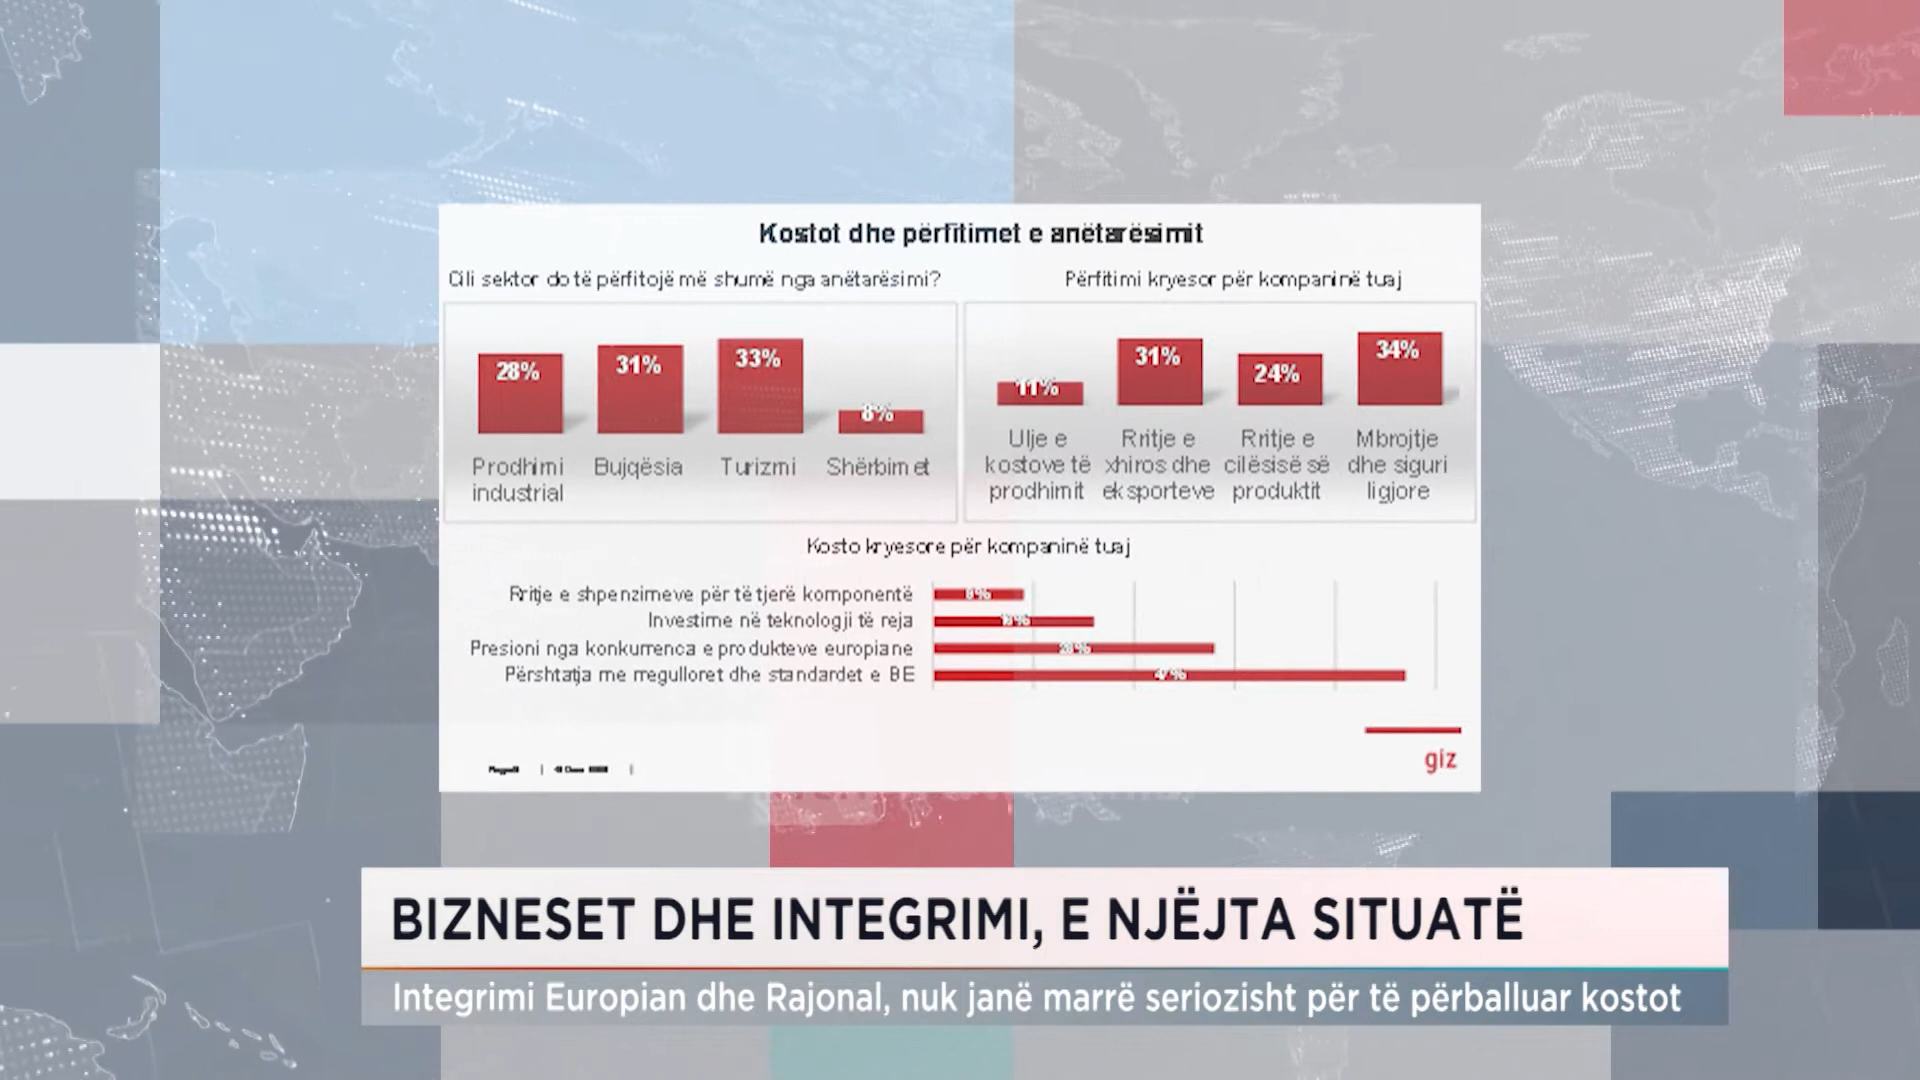 Kostot dhe përfitimet e anëtarësimit
Cili sektor do të përfitojë më shumë nga anëtarësimi?
28%
31%
33%
8%
Prodhimi
industrial
Bujqësia
Turizmi
Shërbimet
Përfitimi kryesor për kompaninë tuaj
11%
31%
24%
34%
Ulje e
kostove të
prodhimit
Rritje e
xhiros dhe
eksporteve
Rritje e
cilësisë së
produktit
Mbrojtje
dhe siguri
ligjore
Kosto kryesore për kompaninë tuaj
Rritje e shpenzimeve për të tjerë komponentë
9%
Investime në teknologji të reja
Presioni nga konkurrenca e produkteve europiane
28%
Përshtatja me rregulloret dhe standardet e BE
47%
giz
BIZNESET DHE INTEGRIMI, E NJËJTA SITUATË
Integrimi Europian dhe Rajonal, nuk janë marrë seriozisht për të përballuar kostot